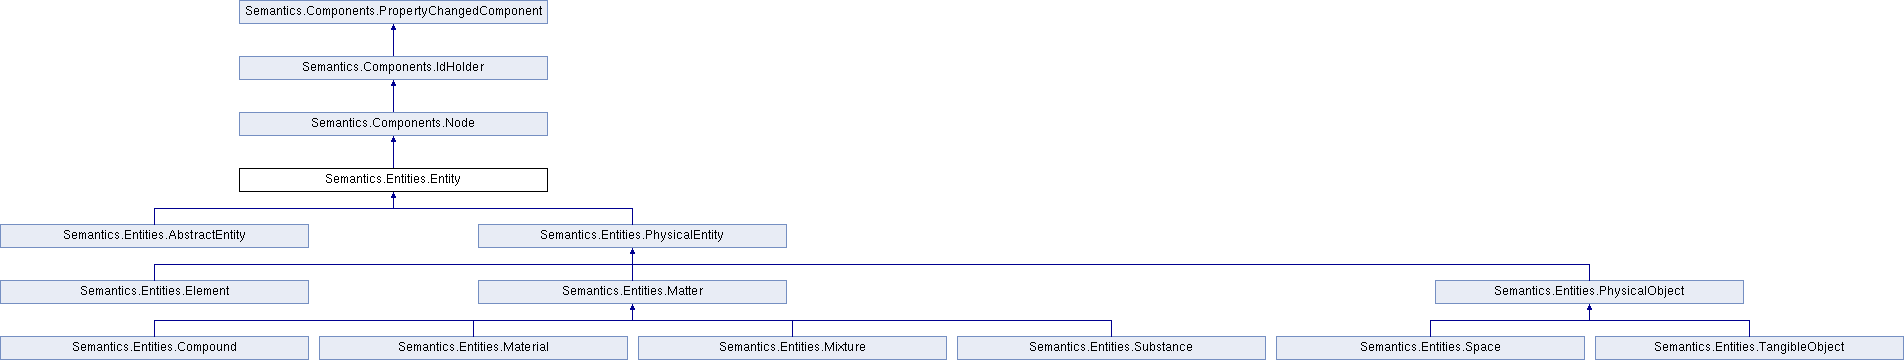 Semantics.Components.PropertyChangedComponent
Semantics.Components.IdHolder
Semantics.Components.Node
Semantics.Entities.Entity
Semantics.Entities.AbstractEntity
Semantics.Entities.PhysicalEntity
Semantics.Entities.Element
Semantics.Entities.Matter
Semantics.Entities.PhysicalObject
Semantics.Entities.Compound
Semantics.Entities.Material
Semantics.Entities.Mixture
Semantics.Entities.Substance
Semantics.Entities.Space
Semantics.Entities.TangibleObject